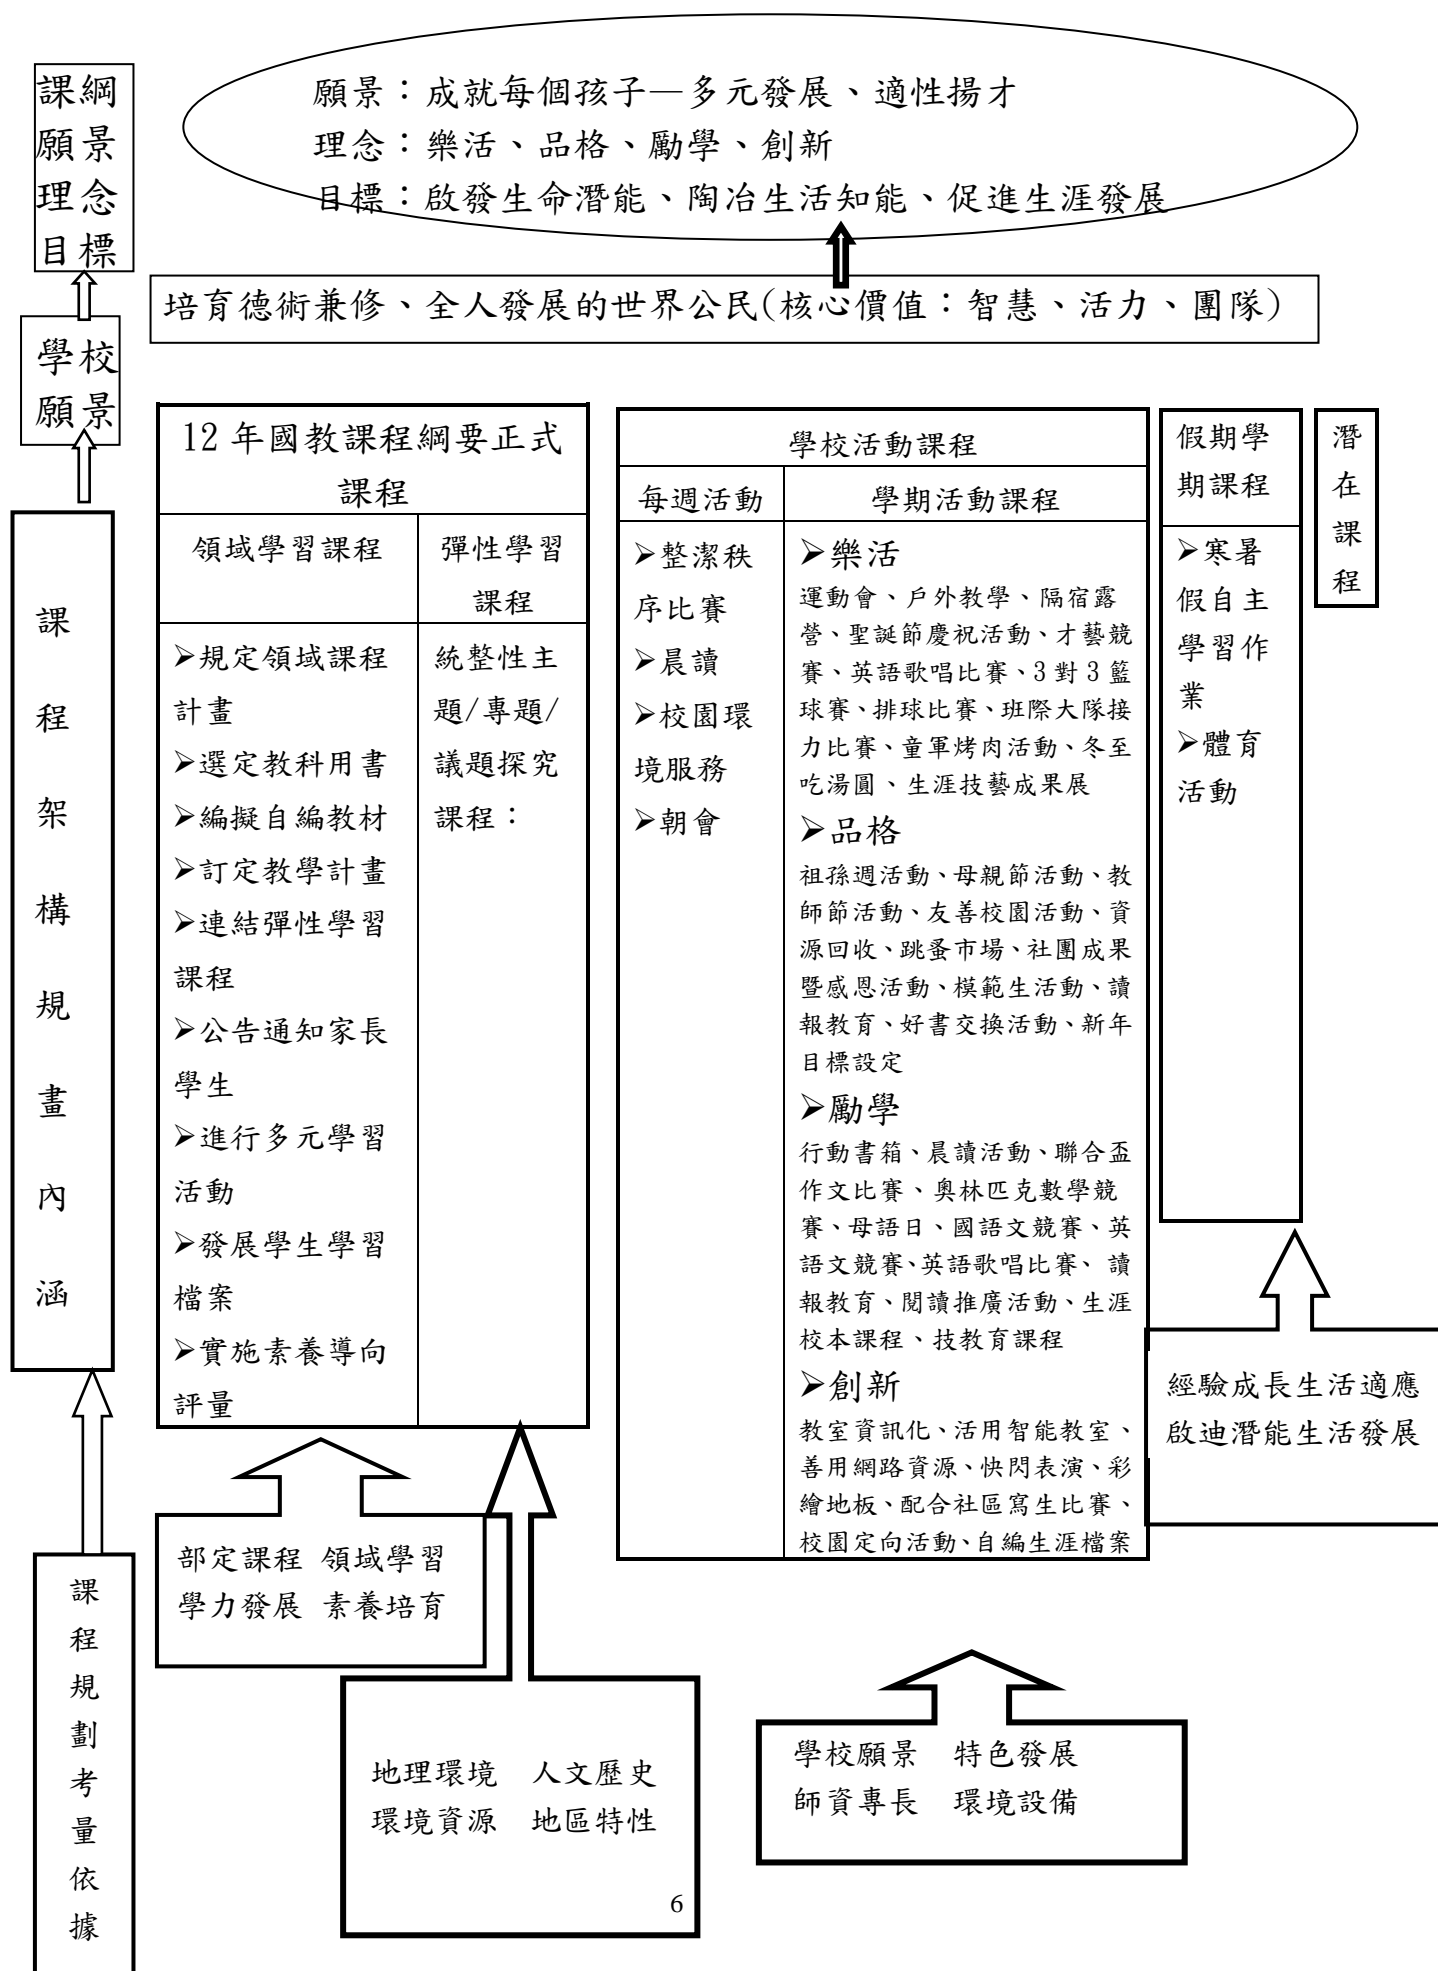 課綱
願景
理念
目標
願景：成就每個孩子—多元發展、適性揚才
理念：樂活、品格、勵學、創新
目標：啟發生命潛能、陶冶生活知能、促進生涯發展
學校
願景
培育德術兼修、全人發展的世界公民(核心價值：智慧、活力、團隊)
課
程
架
構
規
畫
內
涵
12 年國教課程綱要正式
課程
領域學習課程
➢規定領域課程
計畫
➢選定教科用書
➢編擬自編教材
➢訂定教學計畫
➢連結彈性學習
課程
➢公告通知家長
學生
➢進行多元學習
活動
➢發展學生學習
檔案
➢實施素養導向
評量
彈性學習
課程
統整性主
題/專題/
議題探究
課程：
學校活動課程
每週活動
➢整潔秩
序比賽
➢晨讀
➢校園環
境服務
➢朝會
學期活動課程
➢樂活
運動會、戶外教學、隔宿露
營、聖誕節慶祝活動、才藝競
賽、英語歌唱比賽、3 對 3 籃
球賽、排球比賽、班際大隊接
力比賽、童軍烤肉活動、冬至
吃湯圓、生涯技藝成果展
➢品格
祖孫週活動、母親節活動、教
師節活動、友善校園活動、資
源回收、跳蚤市場、社團成果
暨感恩活動、模範生活動、讀
報教育、好書交換活動、新年
目標設定
➢勵學
行動書箱、晨讀活動、聯合盃
作文比賽、奧林匹克數學競
賽、母語日、國語文競賽、英
語文競賽、英語歌唱比賽、 讀
報教育、閱讀推廣活動、生涯
校本課程、技教育課程
➢創新
教室資訊化、活用智能教室、
善用網路資源、快閃表演、彩
繪地板、配合社區寫生比賽、
校園定向活動、自編生涯檔案
假期學
期課程
➢寒暑
假自主
學習作
業
➢體育
活動
潛
在
課
程
課
程
規
劃
考
量
依
據
部定課程 領域學習
學力發展 素養培育
地理環境 人文歷史
環境資源 地區特性
學校願景 特色發展
師資專長 環境設備
經驗成長生活適應
啟迪潛能生活發展
6